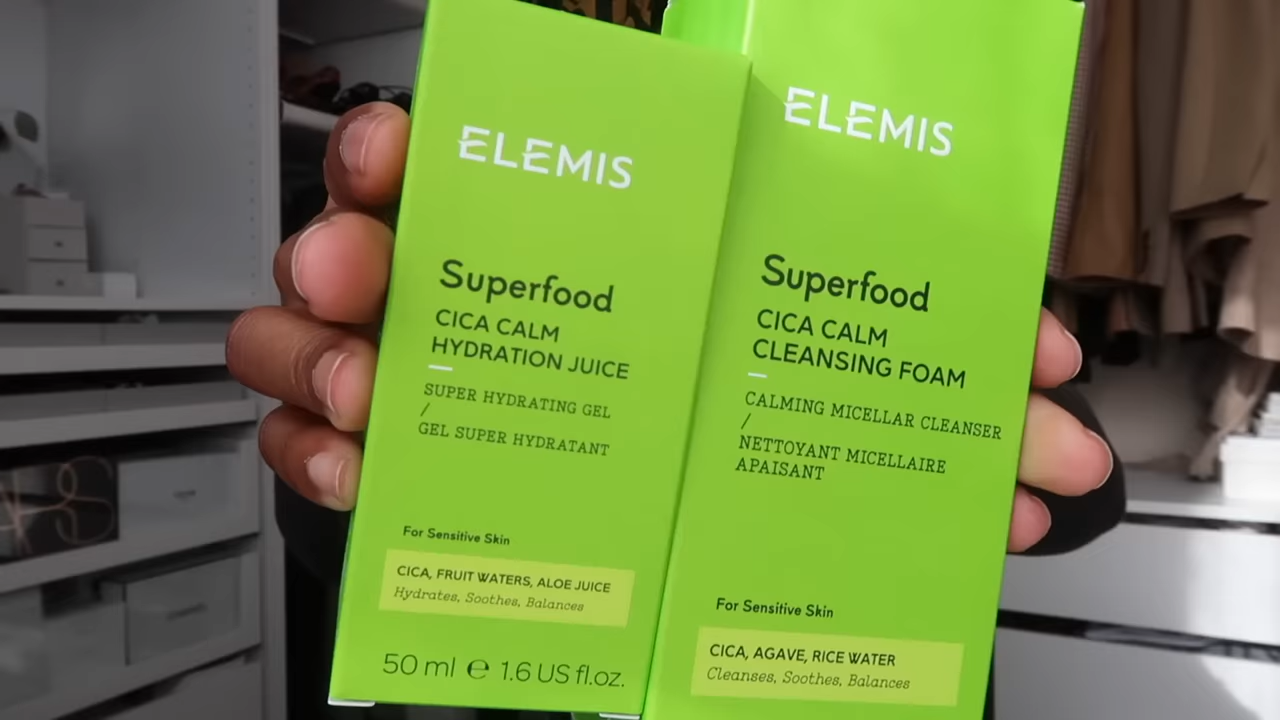 ELEMIS
Superfood
CICA CALM
HYDRATION JUICE
SUPER HYDRATING GEL
/
GEL SUPER HYDRATANT
For Sensitive Skin
CICA, FRUIT WATERS, ALOE JUICE
Hydrates, Soothes, Balances
50 ml ℮ 1.6 US fl.oz.
ELEMIS
Superfood
CICA CALM
CLEANSING FOAM
CALMING MICELLAR CLEANSER
/
NETTOYANT MICELLAIRE
APAISANT
For Sensitive Skin
CICA, AGAVE, RICE WATER
Cleanses, Soothes, Balances